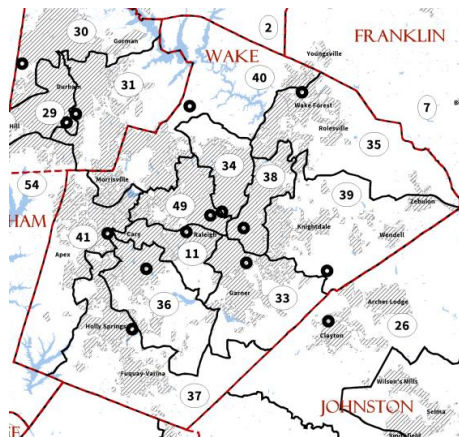 2
30
Gorman
FRANKLIN
Youngsville
WAKE
40
Durham
31
Wake Forest
7
29
Rolesville
Hill
35
34
54
Morrisville
38
39
Zebulon
49
HAM
Knightdale
41
Cary
Raleigh
Wendell
11
Apex
36
Garner
33
Archer Lodge
26
Holly Springs
Clayton
Fuquay-Varina
Wilson's Mills
37
JOHNSTON
Selma